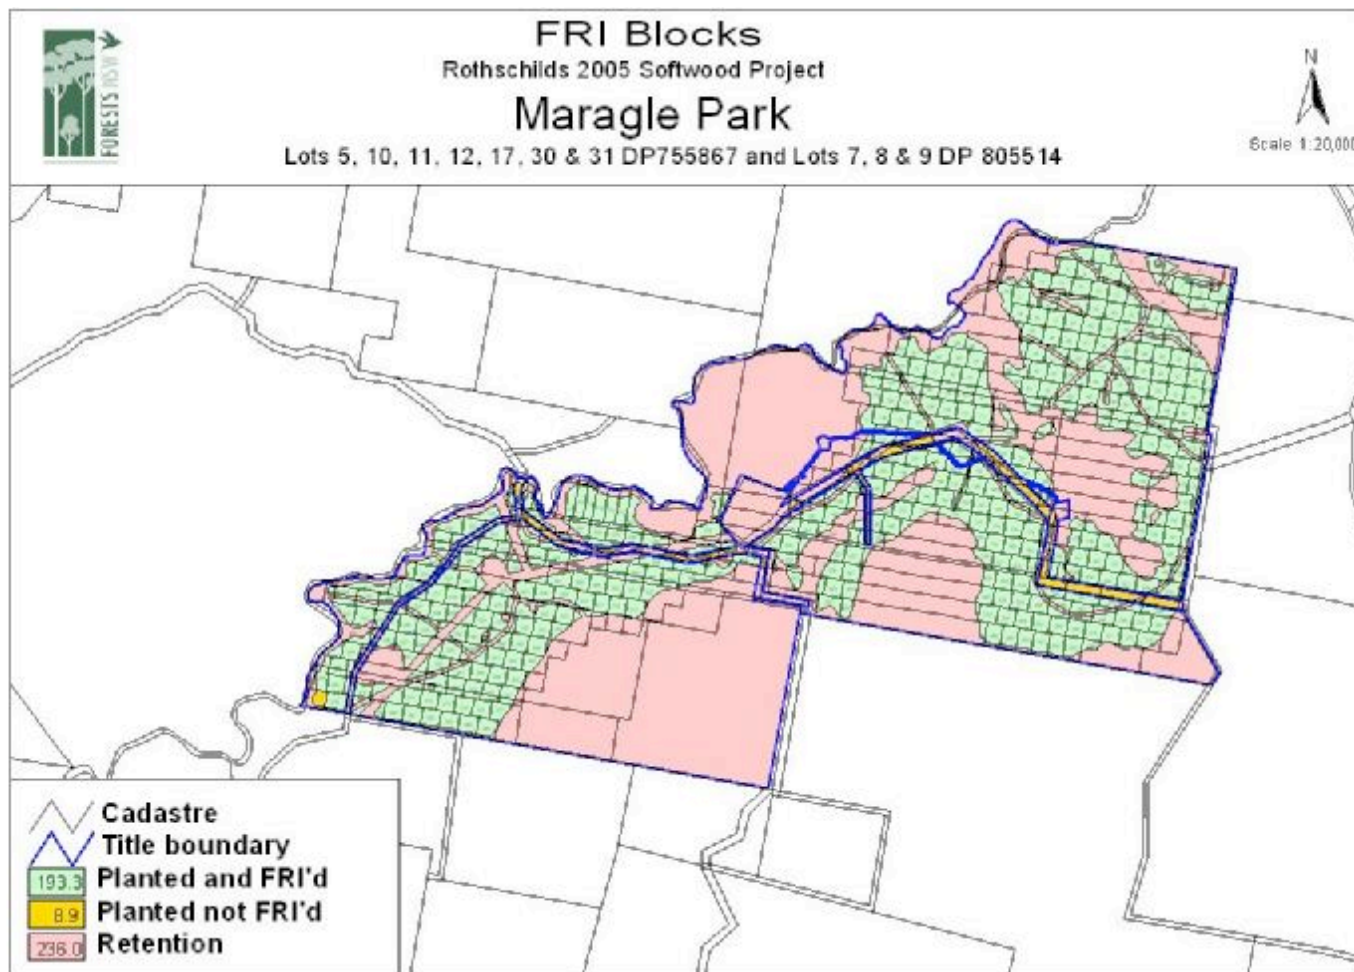 FORESTS NSW
FRI Blocks
Rothschilds 2005 Softwood Project
Maragle Park
Lots 5, 10, 11, 12, 17, 30 & 31 DP755867 and Lots 7, 8 & 9 DP 805514
N
Scale 1:20,000
Cadastre
Title boundary
193.3 Planted and FRI'd
8.9 Planted not FRI'd
236.0 Retention